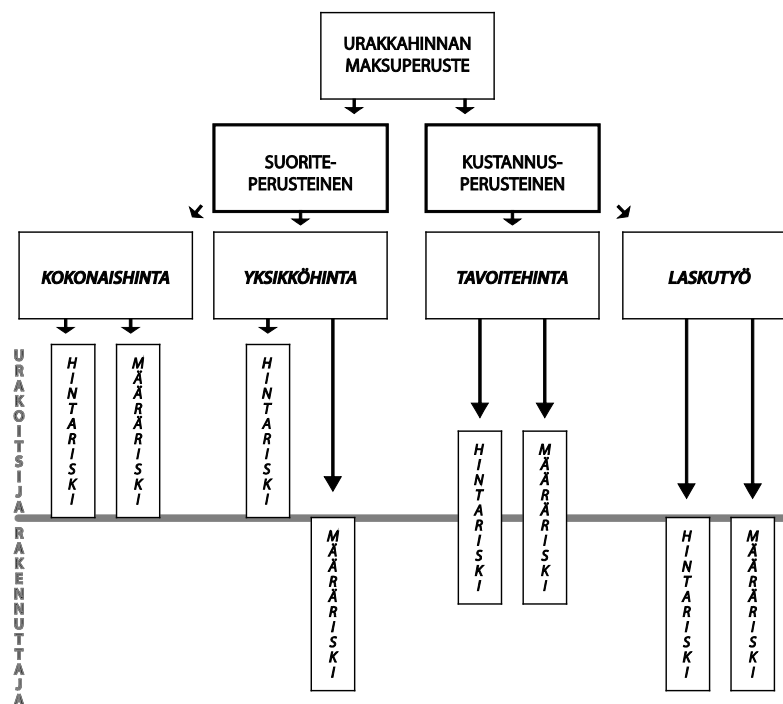 URAKKAHINNAN
MAKSUPERUSTE
SUORITE-
PERUSTEINEN
KUSTANNUS-
PERUSTEINEN
KOKONAISHINTA
YKSIKKÖHINTA
TAVOITEHINTA
LASKUTYÖ
URAKOITSIJA
HINTARISKI
MÄÄRÄRISKI
HINTARISKI
MÄÄRÄRISKI
HINTARISKI
MÄÄRÄRISKI
HINTARISKI
MÄÄRÄRISKI
RAKENNUTTAJA